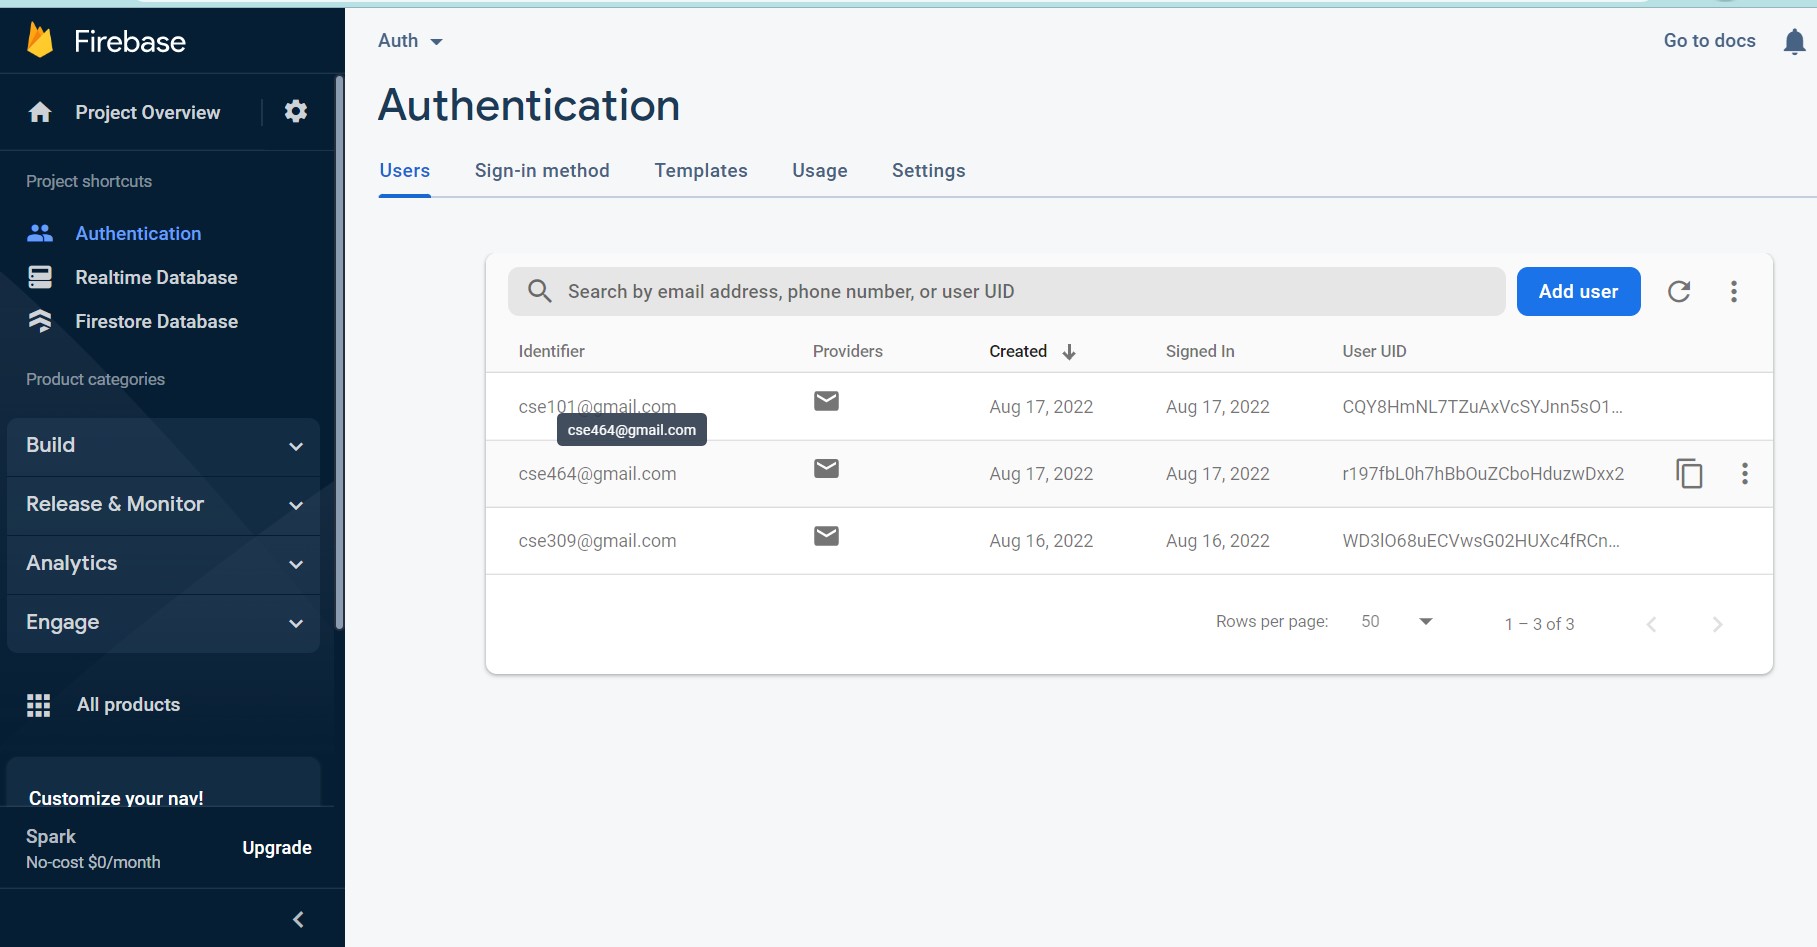 Firebase
Project Overview
Project shortcuts
Authentication
Realtime Database
Firestore Database
Product categories
Build
Release & Monitor
Analytics
Engage
All products
Customize your nav!
Spark
No-cost $0/month
Upgrade
Auth
Go to docs
Authentication
Users Sign-in method Templates Usage Settings
Search by email address, phone number, or user UID
Add user
Identifier Providers Created Signed In User UID
cse101@gmail.com Aug 17, 2022 Aug 17, 2022 CQY8HmNL7TZuAxVcSYJnn5sO1...
cse464@gmail.com
cse464@gmail.com Aug 17, 2022 Aug 17, 2022 r197fbL0h7hBbOuZCboHduzwDxx2
cse309@gmail.com Aug 16, 2022 Aug 16, 2022 WD3lO68uECVwsG02HUXc4fRCn...
Rows per page: 50 1 – 3 of 3